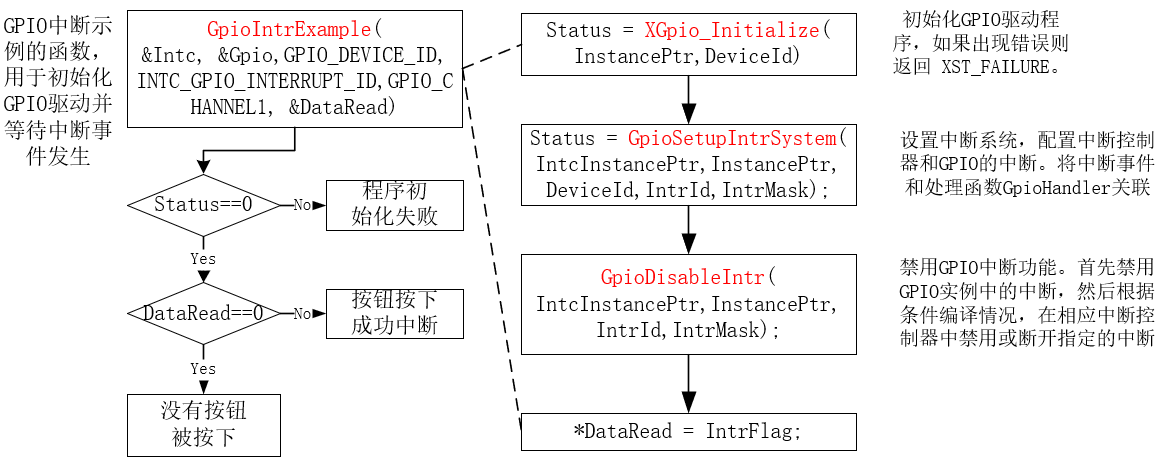 GPIO中断示
例的函数,
用于初始化
GPIO驱动并
等待中断事
件发生
GpioIntrExample(
&Intc, &Gpio,GPIO_DEVICE_ID,
INTC_GPIO_INTERRUPT_ID,GPIO_C
HANNEL1, &DataRead)
Status==0
No
程序初
始化失败
Yes
DataRead==0
No
按钮按下
成功中断
Yes
没有按钮
被按下
Status = XGpio_Initialize(
InstancePtr,DeviceId)
初始化GPIO驱动程
序，如果出现错误则
返回 XST_FAILURE。
Status = GpioSetupIntrSystem(
IntcInstancePtr,InstancePtr,
DeviceId,IntrId,IntrMask);
设置中断系统，配置中断控制
器和GPIO的中断。将中断事件
和处理函数GpioHandler关联
GpioDisableIntr(
IntcInstancePtr,InstancePtr,
IntrId,IntrMask);
禁用GPIO中断功能。首先禁用
GPIO实例中的中断，然后根据
条件编译情况，在相应中断控
制器中禁用或断开指定的中断
*DataRead = IntrFlag;